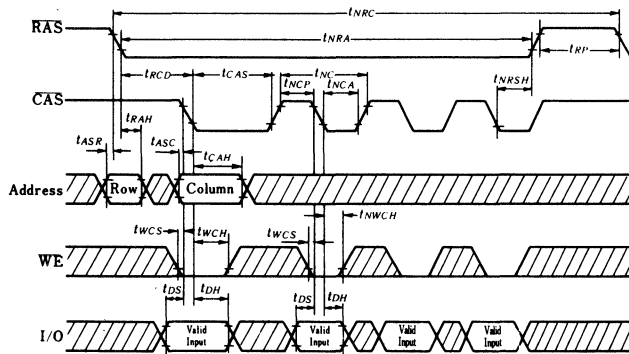 tNRC
RAS
tNRA
tRP
tRCD
tCAS
tNC
tNCP
tNCA
tNRSH
CAS
tRAH
tASR
tASC
tCAH
Address
Row
Column
tNWCH
tWCS
tWCH
tWCS
WE
tDS
tDH
tDS
tDH
I/O
Valid Input
Valid Input
Valid Input
Valid Input